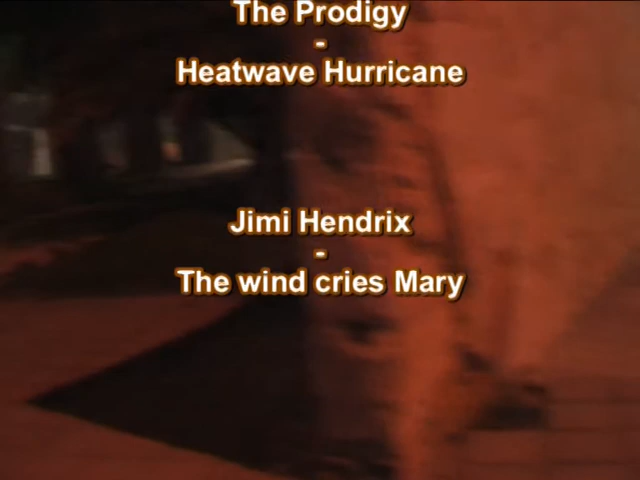 The Prodigy
-
Heatwave Hurricane
Jimi Hendrix
-
The wind cries Mary